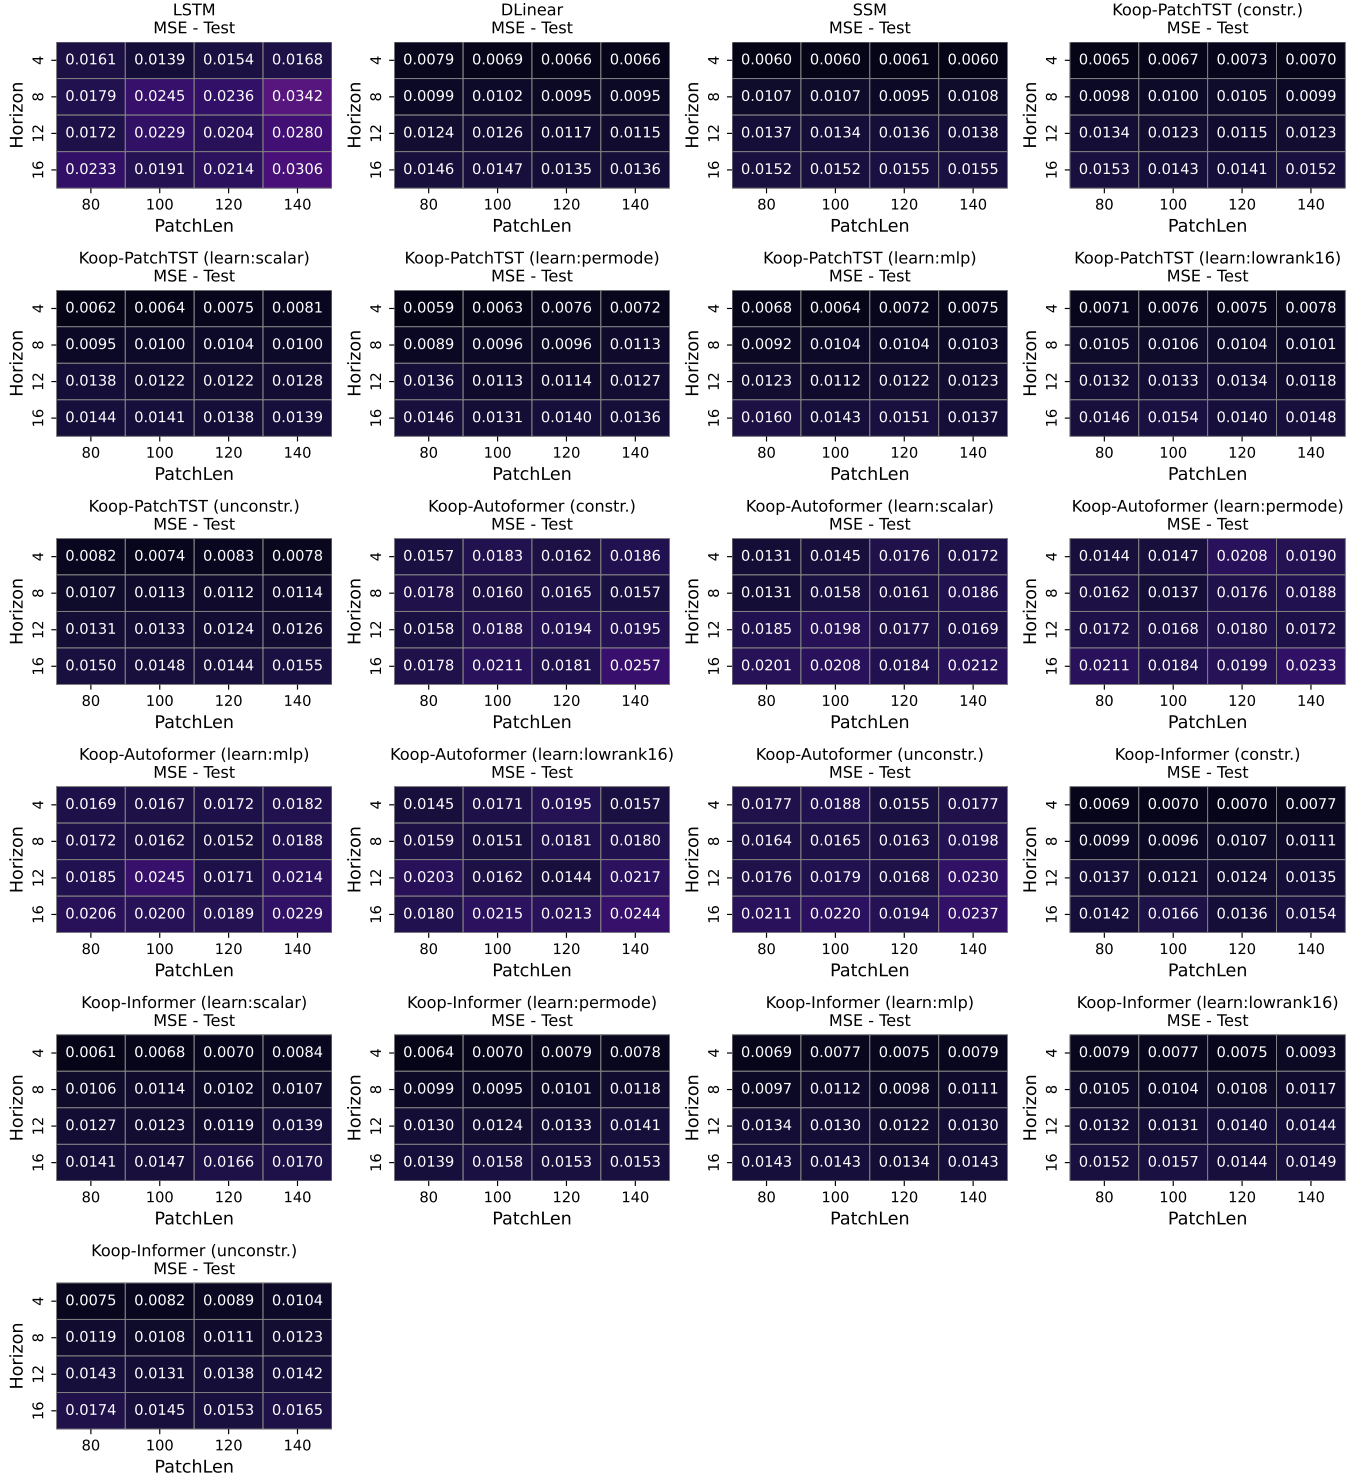 LSTM
MSE - Test
Horizon
4 0.0161 0.0139 0.0154 0.0168
8 0.0179 0.0245 0.0236 0.0342
12 0.0172 0.0229 0.0204 0.0280
16 0.0233 0.0191 0.0214 0.0306
80 100 120 140
PatchLen
DLinear
MSE - Test
0.0079 0.0069 0.0066 0.0066
0.0099 0.0102 0.0095 0.0095
0.0124 0.0126 0.0117 0.0115
0.0146 0.0147 0.0135 0.0136
Horizon
4
8
12
16
80 100 120 140
PatchLen
SSM
MSE - Test
Horizon
4 0.0060 0.0060 0.0061 0.0060
8 0.0107 0.0107 0.0095 0.0108
12 0.0137 0.0134 0.0136 0.0138
16 0.0152 0.0152 0.0155 0.0155
80 100 120 140
PatchLen
Koop-PatchTST (constr.)
MSE - Test
Horizon
4 0.0065 0.0067 0.0073 0.0070
8 0.0098 0.0100 0.0105 0.0099
12 0.0134 0.0123 0.0115 0.0123
16 0.0153 0.0143 0.0141 0.0152
80 100 120 140
PatchLen
Koop-PatchTST (learn:scalar)
MSE - Test
Horizon
4 0.0062 0.0064 0.0075 0.0081
8 0.0095 0.0100 0.0104 0.0100
12 0.0138 0.0122 0.0122 0.0128
16 0.0144 0.0141 0.0138 0.0139
80 100 120 140
PatchLen
Koop-PatchTST (learn:permode)
MSE - Test
Horizon
4 0.0059 0.0063 0.0076 0.0072
8 0.0089 0.0096 0.0096 0.0113
12 0.0136 0.0113 0.0114 0.0127
16 0.0146 0.0131 0.0140 0.0136
80 100 120 140
PatchLen
Koop-PatchTST (learn:mlp)
MSE - Test
Horizon
4 0.0068 0.0064 0.0072 0.0075
8 0.0092 0.0104 0.0104 0.0103
12 0.0123 0.0112 0.0122 0.0123
16 0.0160 0.0143 0.0151 0.0137
80 100 120 140
PatchLen
Koop-PatchTST (learn:lowrank16)
MSE - Test
Horizon
4 0.0071 0.0076 0.0075 0.0078
8 0.0105 0.0106 0.0104 0.0101
12 0.0132 0.0133 0.0134 0.0118
16 0.0146 0.0154 0.0140 0.0148
80 100 120 140
PatchLen
Koop-PatchTST (unconstr.)
MSE - Test
Horizon
4 0.0082 0.0074 0.0083 0.0078
8 0.0107 0.0113 0.0112 0.0114
12 0.0131 0.0133 0.0124 0.0126
16 0.0150 0.0148 0.0144 0.0155
80 100 120 140
PatchLen
Koop-Autoformer (constr.)
MSE - Test
Horizon
4 0.0157 0.0183 0.0162 0.0186
8 0.0178 0.0160 0.0165 0.0157
12 0.0158 0.0188 0.0194 0.0195
16 0.0178 0.0211 0.0181 0.0257
80 100 120 140
PatchLen
Koop-Autoformer (learn:scalar)
MSE - Test
Horizon
4 0.0131 0.0145 0.0176 0.0172
8 0.0131 0.0158 0.0161 0.0186
12 0.0185 0.0198 0.0177 0.0169
16 0.0201 0.0208 0.0184 0.0212
80 100 120 140
PatchLen
Koop-Autoformer (learn:permode)
MSE - Test
Horizon
4 0.0144 0.0147 0.0208 0.0190
8 0.0162 0.0137 0.0176 0.0188
12 0.0172 0.0168 0.0180 0.0172
16 0.0211 0.0184 0.0199 0.0233
80 100 120 140
PatchLen
Koop-Autoformer (learn:mlp)
MSE - Test
Horizon
4 0.0169 0.0167 0.0172 0.0182
8 0.0172 0.0162 0.0152 0.0188
12 0.0185 0.0245 0.0171 0.0214
16 0.0206 0.0200 0.0189 0.0229
80 100 120 140
PatchLen
Koop-Autoformer (learn:lowrank16)
MSE - Test
Horizon
4 0.0145 0.0171 0.0195 0.0157
8 0.0159 0.0151 0.0181 0.0180
12 0.0203 0.0162 0.0144 0.0217
16 0.0180 0.0215 0.0213 0.0244
80 100 120 140
PatchLen
Koop-Autoformer (unconstr.)
MSE - Test
Horizon
4 0.0177 0.0188 0.0155 0.0177
8 0.0164 0.0165 0.0163 0.0198
12 0.0176 0.0179 0.0168 0.0230
16 0.0211 0.0220 0.0194 0.0237
80 100 120 140
PatchLen
Koop-Informer (constr.)
MSE - Test
Horizon
4 0.0069 0.0070 0.0070 0.0077
8 0.0099 0.0096 0.0107 0.0111
12 0.0137 0.0121 0.0124 0.0135
16 0.0142 0.0166 0.0136 0.0154
80 100 120 140
PatchLen
Koop-Informer (learn:scalar)
MSE - Test
Horizon
4 0.0061 0.0068 0.0070 0.0084
8 0.0106 0.0114 0.0102 0.0107
12 0.0127 0.0123 0.0119 0.0139
16 0.0141 0.0147 0.0166 0.0170
80 100 120 140
PatchLen
Koop-Informer (learn:permode)
MSE - Test
Horizon
4 0.0064 0.0070 0.0079 0.0078
8 0.0099 0.0095 0.0101 0.0118
12 0.0130 0.0124 0.0133 0.0141
16 0.0139 0.0158 0.0153 0.0153
80 100 120 140
PatchLen
Koop-Informer (learn:mlp)
MSE - Test
Horizon
4 0.0069 0.0077 0.0075 0.0079
8 0.0097 0.0112 0.0098 0.0111
12 0.0134 0.0130 0.0122 0.0130
16 0.0143 0.0143 0.0134 0.0143
80 100 120 140
PatchLen
Koop-Informer (learn:lowrank16)
MSE - Test
Horizon
4 0.0079 0.0077 0.0075 0.0093
8 0.0105 0.0104 0.0108 0.0117
12 0.0132 0.0131 0.0140 0.0144
16 0.0152 0.0157 0.0144 0.0149
80 100 120 140
PatchLen
Koop-Informer (unconstr.)
MSE - Test
Horizon
4 0.0075 0.0082 0.0089 0.0104
8 0.0119 0.0108 0.0111 0.0123
12 0.0143 0.0131 0.0138 0.0142
16 0.0174 0.0145 0.0153 0.0165
80 100 120 140
PatchLen